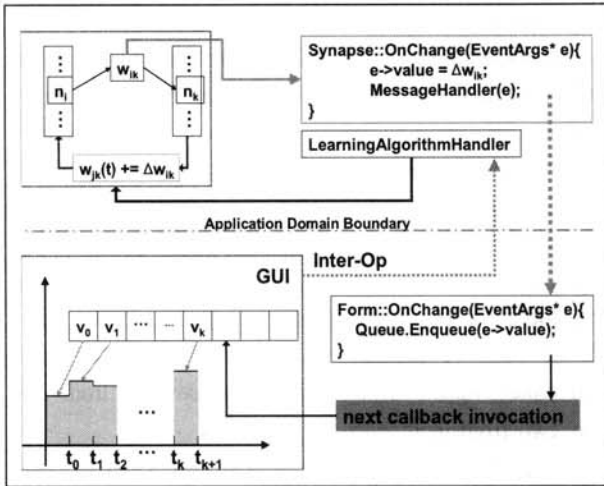 w_ik
n_i
n_k
w_jk(t) += Δw_ik
Synapse::OnChange(EventArgs* e){
e->value = Δw_ik;
MessageHandler(e);
}
LearningAlgorithmHandler
Application Domain Boundary
GUI
Inter-Op
v_0 v_1 ... ... v_k
...
t_0 t_1 t_2 ... t_k t_k+1
Form::OnChange(EventArgs* e){
Queue.Enqueue(e->value);
}
next callback invocation